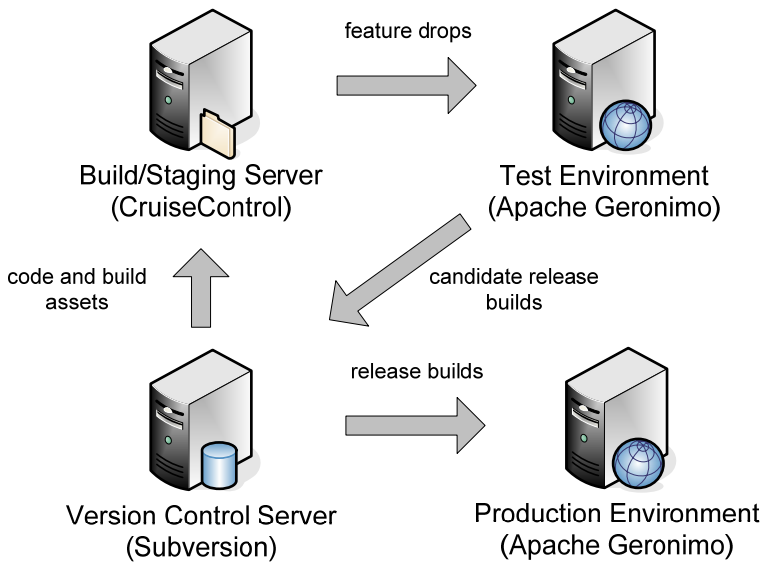 feature drops
Build/Staging Server
(CruiseControl)
Test Environment
(Apache Geronimo)
code and build
assets
candidate release
builds
release builds
Version Control Server
(Subversion)
Production Environment
(Apache Geronimo)